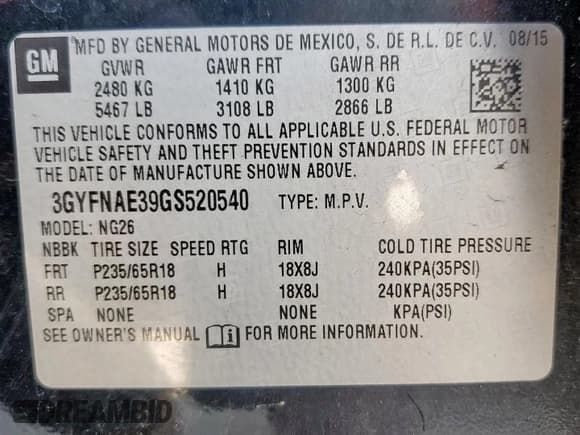 GM
MFD BY GENERAL MOTORS DE MEXICO, S. DE R.L. DE C.V. 08/15
GVWR GAWR FRT GAWR RR
2480 KG 1410 KG 1300 KG
5467 LB 3108 LB 2866 LB
THIS VEHICLE CONFORMS TO ALL APPLICABLE U.S. FEDERAL MOTOR
VEHICLE SAFETY AND THEFT PREVENTION STANDARDS IN EFFECT ON
THE DATE OF MANUFACTURE SHOWN ABOVE.
3GYFNAE39GS520540 TYPE: M.P.V.
MODEL: NG26
NBBK TIRE SIZE SPEED RTG RIM COLD TIRE PRESSURE
FRT P235/65R18 H 18X8J 240KPA(35PSI)
RR P235/65R18 H 18X8J 240KPA(35PSI)
SPA NONE NONE KPA(PSI)
SEE OWNER'S MANUAL FOR MORE INFORMATION.
DREAMBID